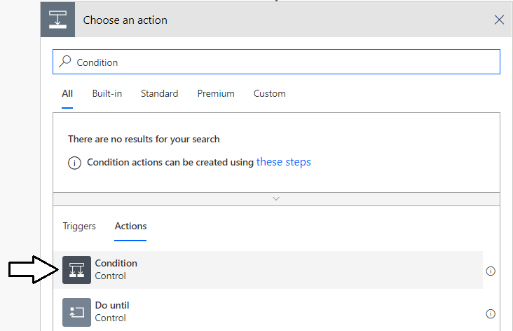 Choose an action
Condition
All Built-in Standard Premium Custom
There are no results for your search
Condition actions can be created using these steps
Triggers Actions
Condition
Control
Do until
Control